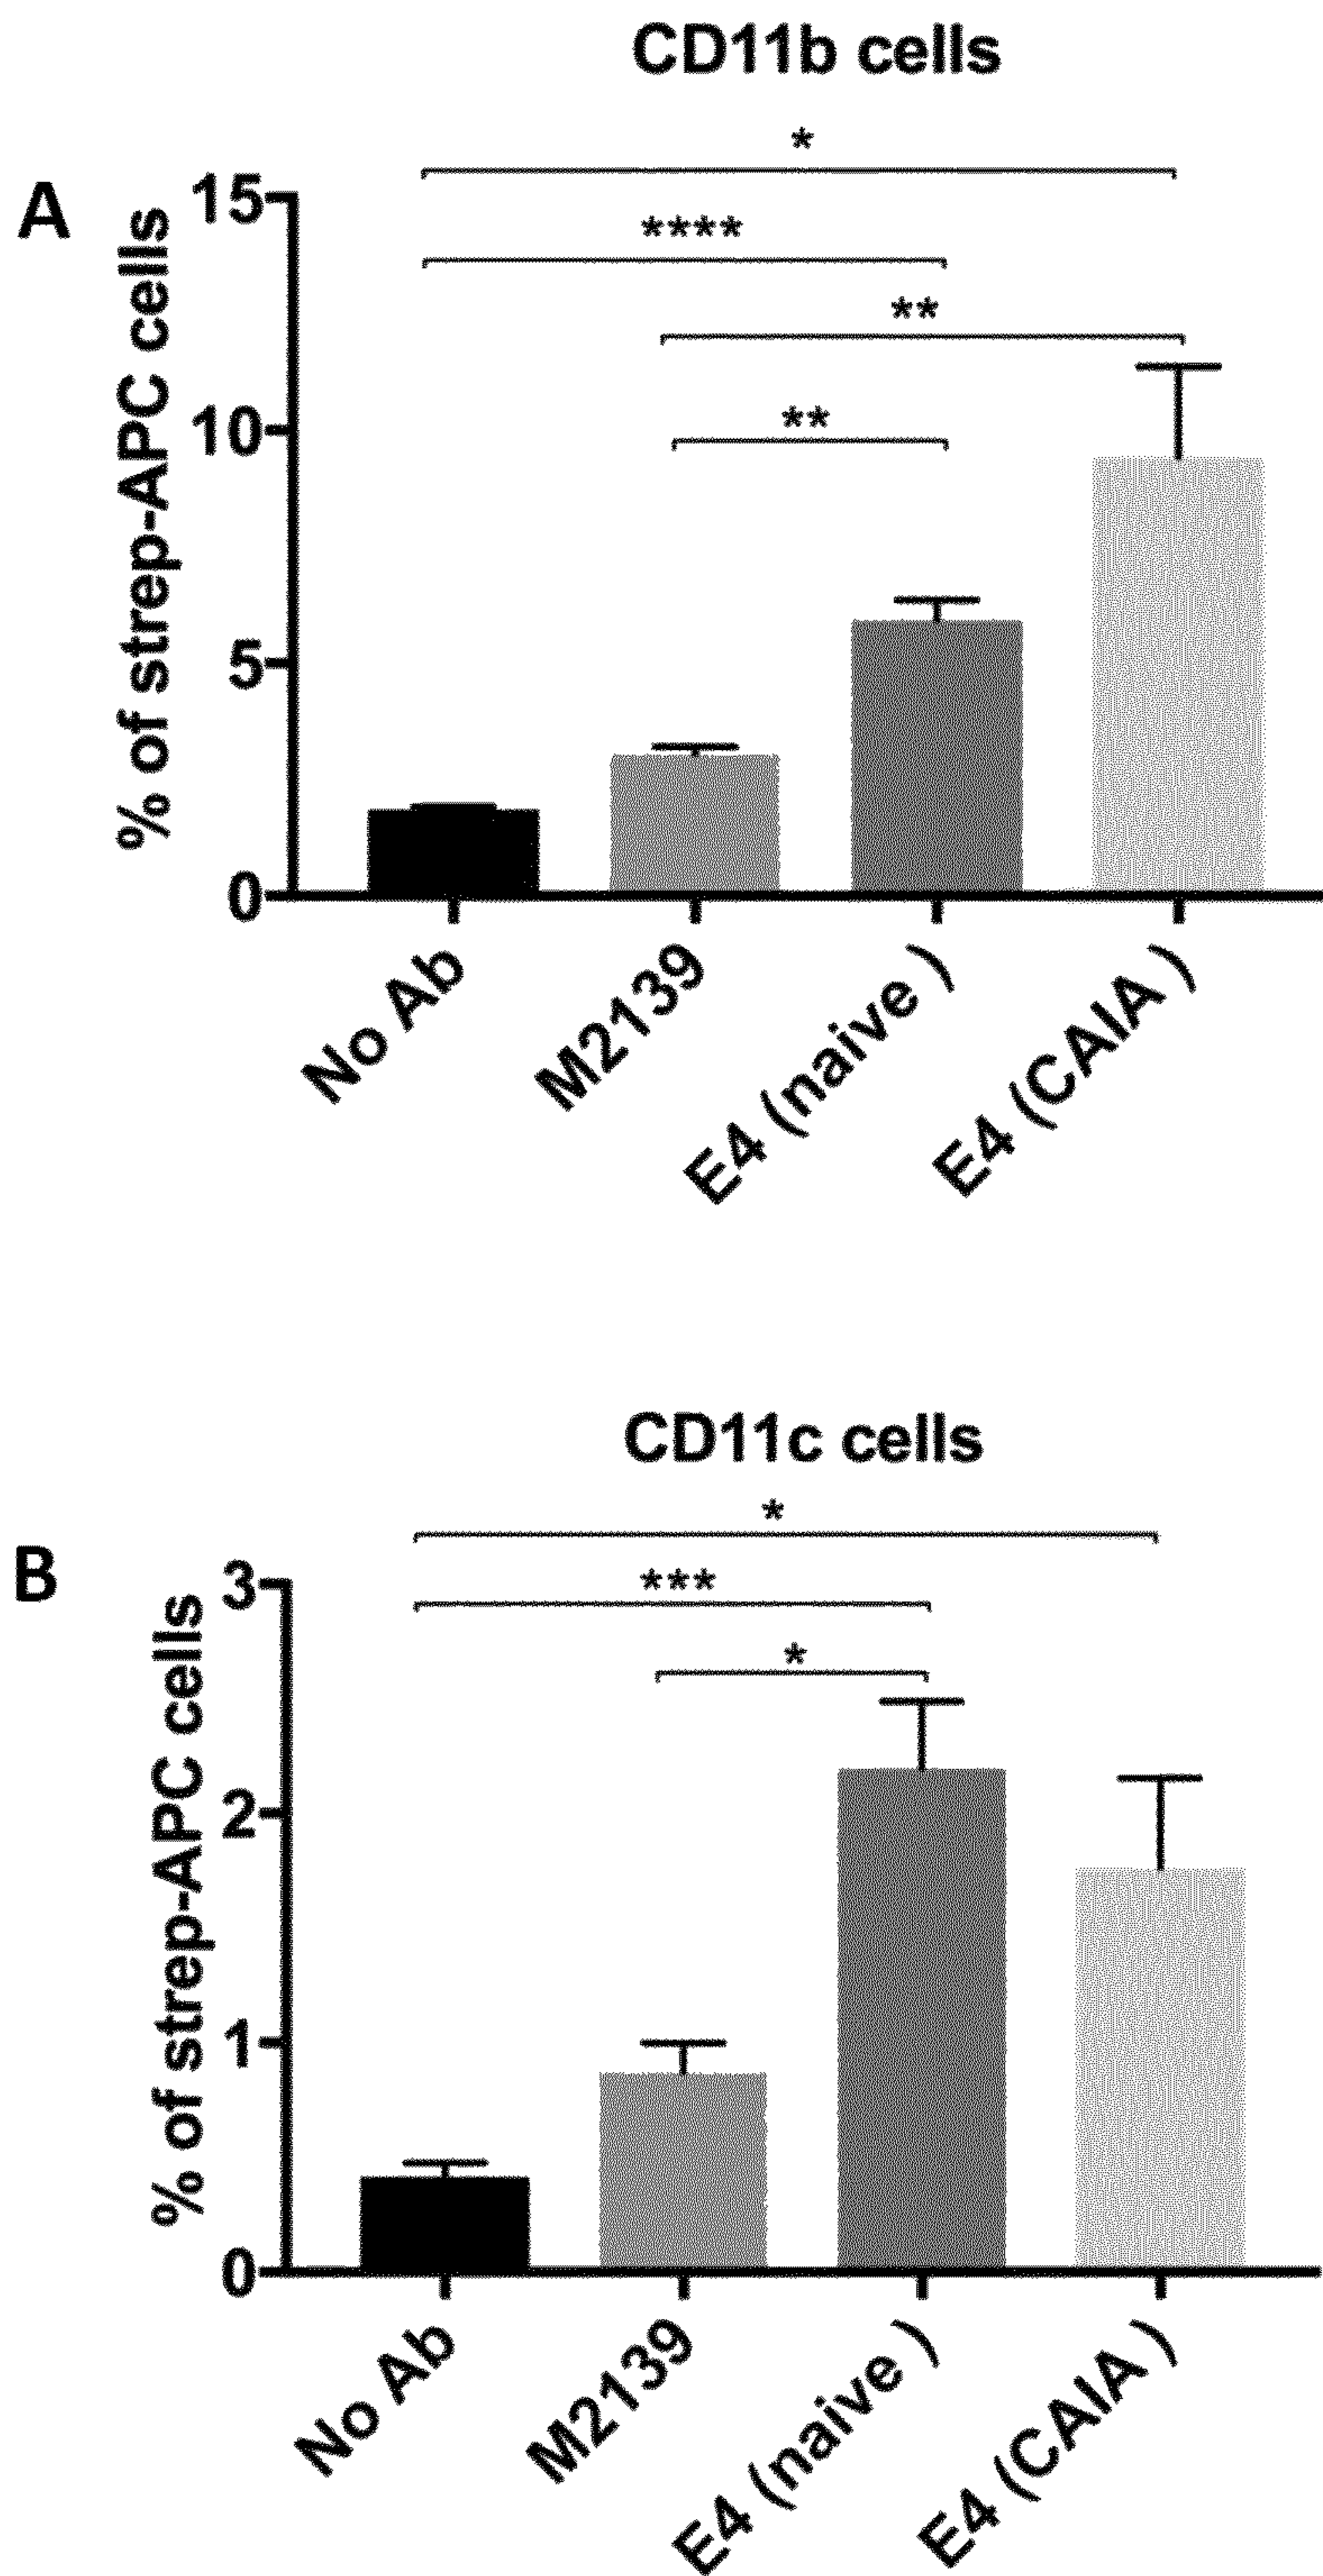 CD11b cells
A
% of strep-APC cells
15
10
5
0
*
****
**
**
No Ab
M2139
E4 (naive )
E4 (CAIA )
CD11c cells
B
% of strep-APC cells
3
2
1
0
*
***
*
No Ab
M2139
E4 (naive )
E4 (CAIA )